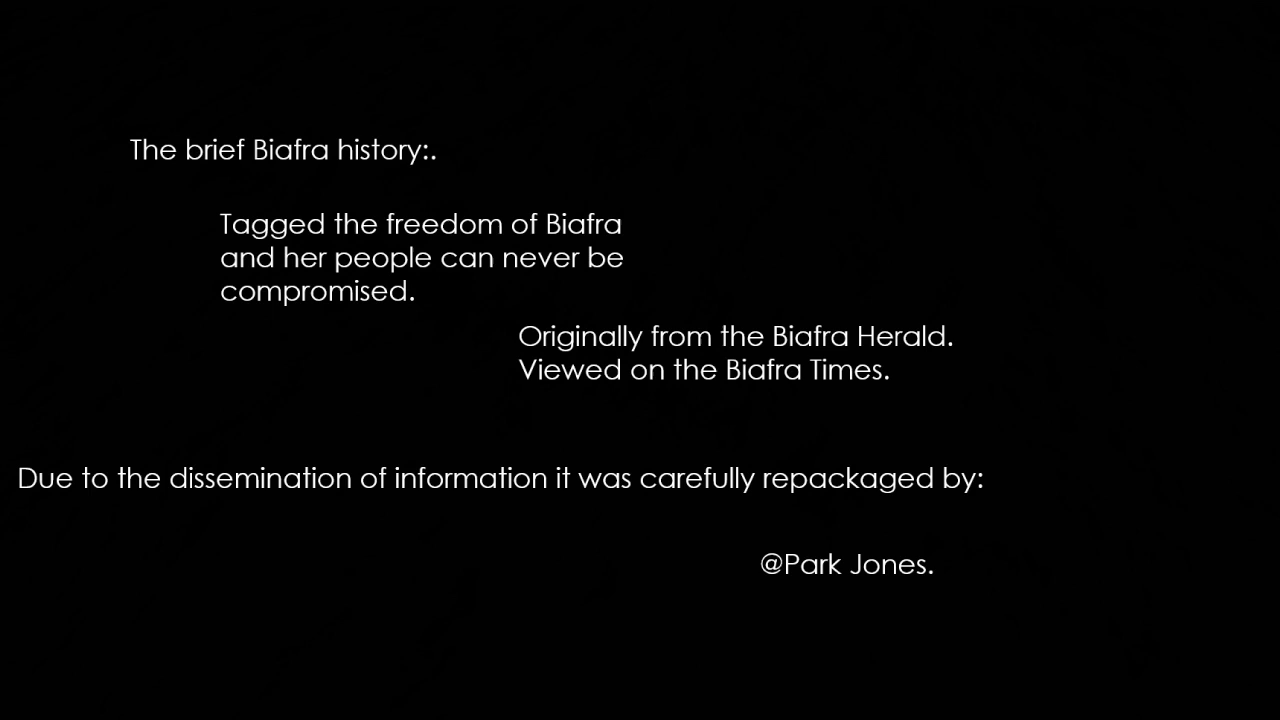 The brief Biafra history:.
Tagged the freedom of Biafra
and her people can never be
compromised.
Originally from the Biafra Herald.
Viewed on the Biafra Times.
Due to the dissemination of information it was carefully repackaged by:
@Park Jones.